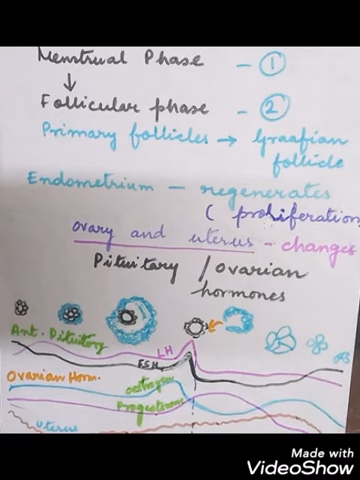 Menstrual Phase - ①
↓
Follicular phase - ②
Primary follicles → Graafian
follicle
Endometrium - regenerates
( proliferation
ovary and uterus - changes
Pituitary / ovarian
hormones
Ant. Pituitary
LH
FSH
Ovarian Horm.
oestrogen
Progesterone
Uterus
Made with
VideoShow